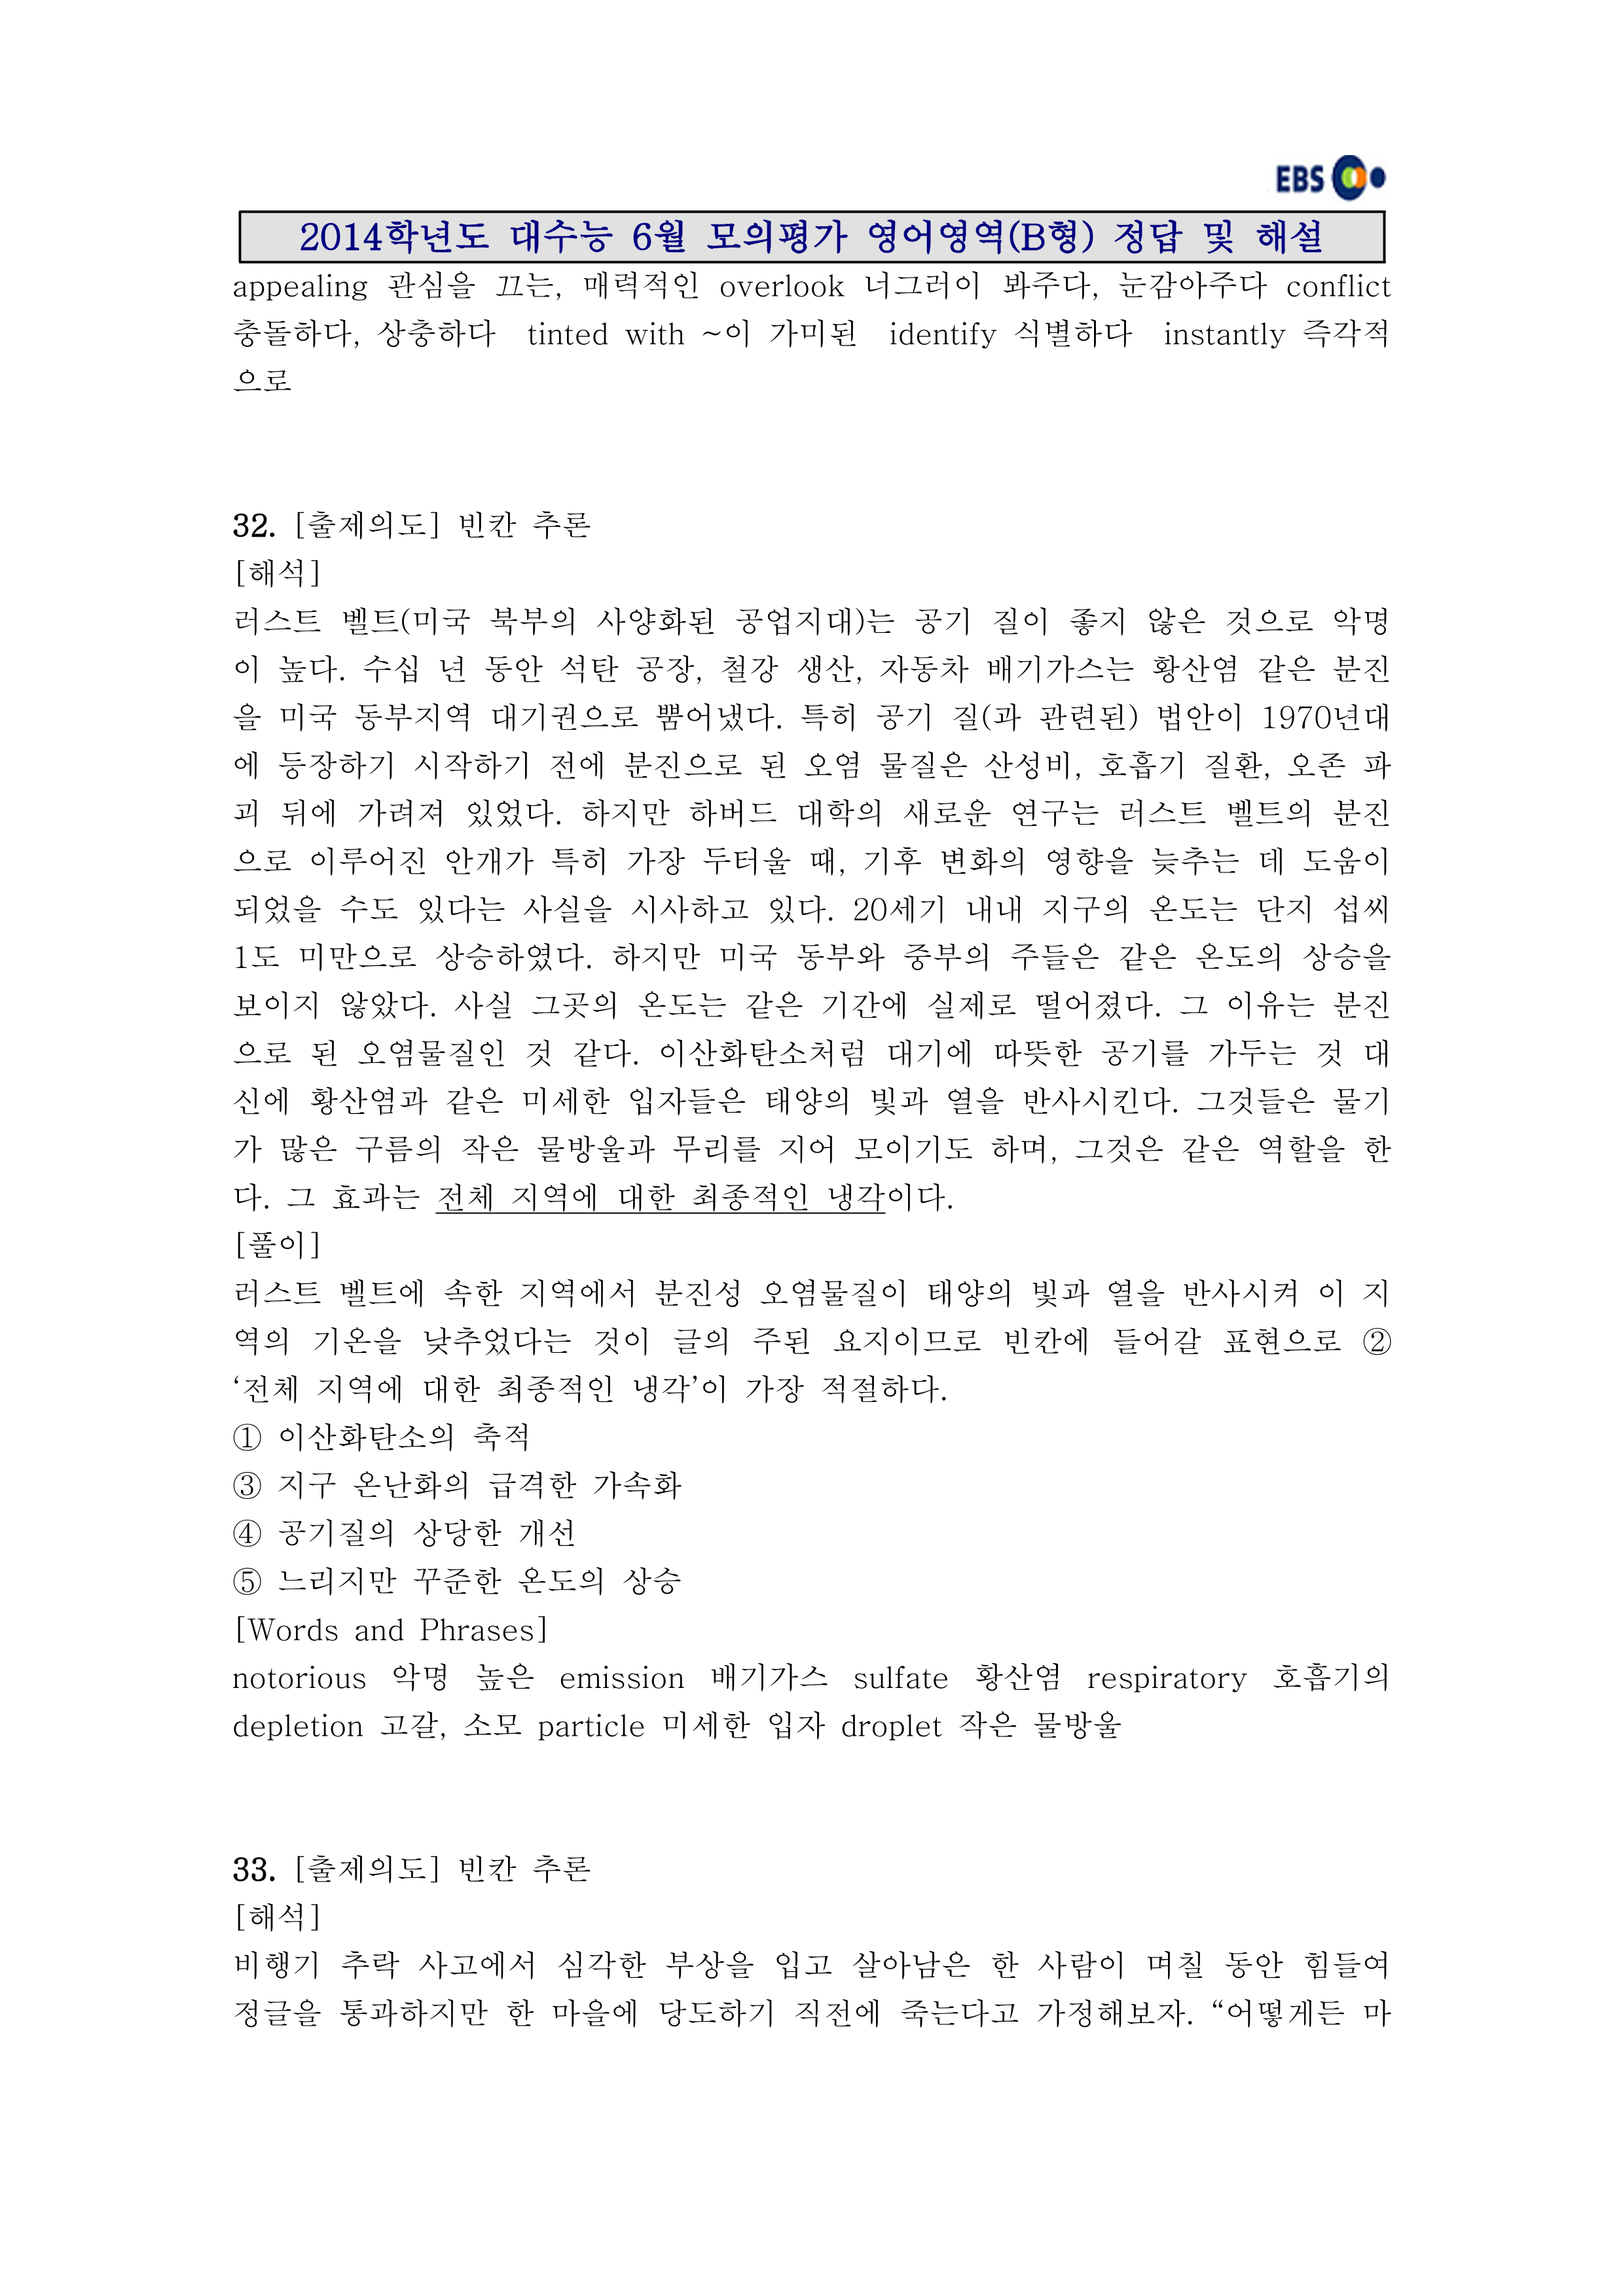 EBS
2014학년도 대수능 6월 모의평가 영어영역(B형) 정답 및 해설
appealing 관심을 끄는, 매력적인 overlook 너그러이 봐주다, 눈감아주다 conflict
충돌하다, 상충하다 tinted with ~이 가미된 identify 식별하다 instantly 즉각적
으로
32. [출제의도] 빈칸 추론
[해석]
러스트 벨트(미국 북부의 사양화된 공업지대)는 공기 질이 좋지 않은 것으로 악명
이 높다. 수십 년 동안 석탄 공장, 철강 생산, 자동차 배기가스는 황산염 같은 분진
을 미국 동부지역 대기권으로 뿜어냈다. 특히 공기 질(과 관련된) 법안이 1970년대
에 등장하기 시작하기 전에 분진으로 된 오염 물질은 산성비, 호흡기 질환, 오존 파
괴 뒤에 가려져 있었다. 하지만 하버드 대학의 새로운 연구는 러스트 벨트의 분진
으로 이루어진 안개가 특히 가장 두터울 때, 기후 변화의 영향을 늦추는 데 도움이
되었을 수도 있다는 사실을 시사하고 있다. 20세기 내내 지구의 온도는 단지 섭씨
1도 미만으로 상승하였다. 하지만 미국 동부와 중부의 주들은 같은 온도의 상승을
보이지 않았다. 사실 그곳의 온도는 같은 기간에 실제로 떨어졌다. 그 이유는 분진
으로 된 오염물질인 것 같다. 이산화탄소처럼 대기에 따뜻한 공기를 가두는 것 대
신에 황산염과 같은 미세한 입자들은 태양의 빛과 열을 반사시킨다. 그것들은 물기
가 많은 구름의 작은 물방울과 무리를 지어 모이기도 하며, 그것은 같은 역할을 한
다. 그 효과는 전체 지역에 대한 최종적인 냉각이다.
[풀이]
러스트 벨트에 속한 지역에서 분진성 오염물질이 태양의 빛과 열을 반사시켜 이 지
역의 기온을 낮추었다는 것이 글의 주된 요지이므로 빈칸에 들어갈 표현으로 ②
‘전체 지역에 대한 최종적인 냉각’이 가장 적절하다.
① 이산화탄소의 축적
③ 지구 온난화의 급격한 가속화
④ 공기질의 상당한 개선
⑤ 느리지만 꾸준한 온도의 상승
[Words and Phrases]
notorious 악명 높은 emission 배기가스 sulfate 황산염 respiratory 호흡기의
depletion 고갈, 소모 particle 미세한 입자 droplet 작은 물방울
33. [출제의도] 빈칸 추론
[해석]
비행기 추락 사고에서 심각한 부상을 입고 살아남은 한 사람이 며칠 동안 힘들여
정글을 통과하지만 한 마을에 당도하기 직전에 죽는다고 가정해보자. “어떻게든 마